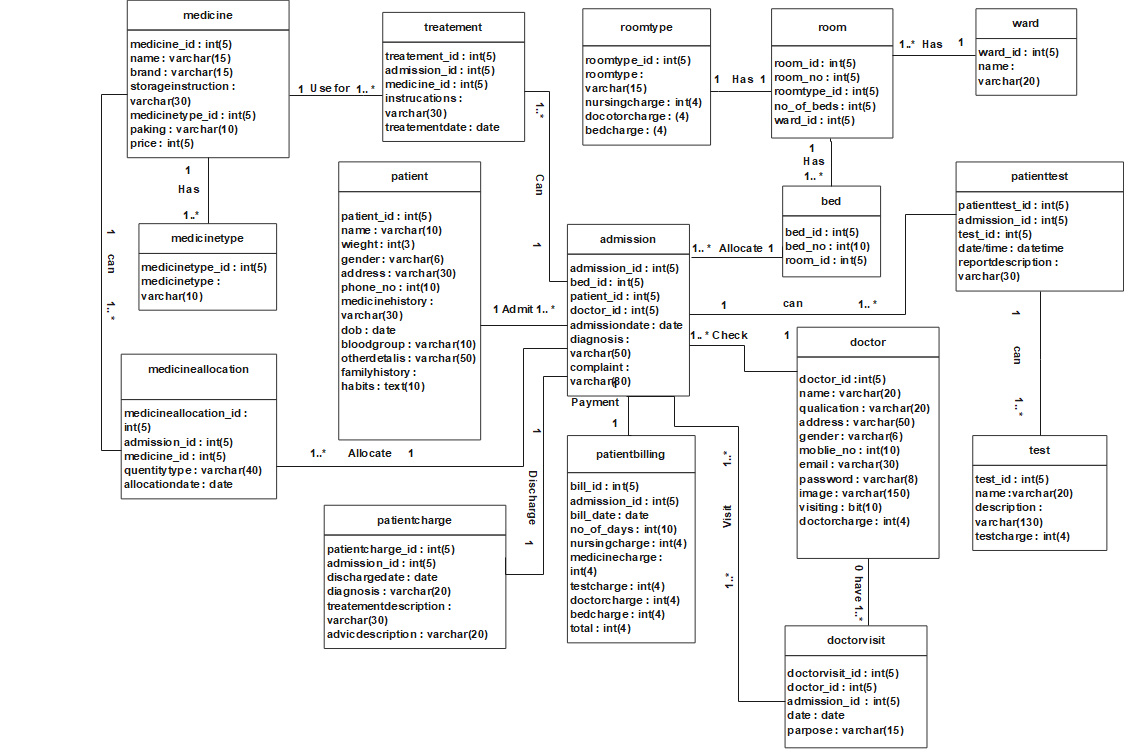 medicine
medicine_id : int(5)
name : varchar(15)
brand : varchar(15)
storageinstruction :
varchar(30)
medicinetype_id : int(5)
paking : varchar(10)
price : int(5)
treatement
treatement_id : int(5)
admission_id : int(5)
medicine_id : int(5)
instrucations :
varchar(30)
treatementdate : date
roomtype
roomtype_id : int(5)
roomtype :
varchar(15)
nursingcharge : int(4)
docotorcharge : (4)
bedcharge : (4)
room
room_id : int(5)
room_no : int(5)
roomtype_id : int(5)
no_of_beds : int(5)
ward_id : int(5)
ward
ward_id : int(5)
name :
varchar(20)
1 Use for 1..*
1 Has 1
1..* Has 1
1
Has
1..*
1
Has
1..*
1..*
Can
1
medicinetype
medicinetype_id : int(5)
medicinetype :
varchar(10)
patient
patient_id : int(5)
name : varchar(10)
wieght : int(3)
gender : varchar(6)
address : varchar(30)
phone_no : int(10)
medicinehistory :
varchar(30)
dob : date
bloodgroup : varchar(10)
otherdetalis : varchar(50)
familyhistory :
habits : text(10)
admission
admission_id : int(5)
bed_id : int(5)
patient_id : int(5)
doctor_id : int(5)
admissiondate : date
diagnosis :
varchar(50)
complaint :
varchar(80)
bed
bed_id : int(5)
bed_no : int(10)
room_id : int(5)
patienttest
patienttest_id : int(5)
admission_id : int(5)
test_id : int(5)
date/time : datetime
reportdescription :
varchar(30)
1..* Allocate 1
1 can 1..*
1 Admit 1..*
1..* Check 1
1
can
1..*
1
can
1..*
medicineallocation
medicineallocation_id :
int(5)
admission_id : int(5)
medicine_id : int(5)
quentitytype : varchar(40)
allocationdate : date
1..* Allocate 1
1
Discharge
1
Payment
1
1..*
Visit
1..*
doctor
doctor_id :int(5)
name : varchar(20)
qualication : varchar(20)
address : varchar(50)
gender : varchar(6)
moblie_no : int(10)
email : varchar(30)
password : varchar(8)
image : varchar(150)
visiting : bit(10)
doctorcharge : int(4)
test
test_id : int(5)
name :varchar(20)
description :
varchar(130)
testcharge : int(4)
patientcharge
patientcharge_id : int(5)
admission_id : int(5)
dischargedate : date
diagnosis : varchar(20)
treatementdescription :
varchar(30)
advicdescription : varchar(20)
patientbilling
bill_id : int(5)
admission_id : int(5)
bill_date : date
no_of_days : int(10)
nursingcharge : int(4)
medicinecharge :
int(4)
testcharge : int(4)
doctorcharge : int(4)
bedcharge : int(4)
total : int(4)
0 have 1..*
doctorvisit
doctorvisit_id : int(5)
doctor_id : int(5)
admission_id : int(5)
date : date
parpose : varchar(15)